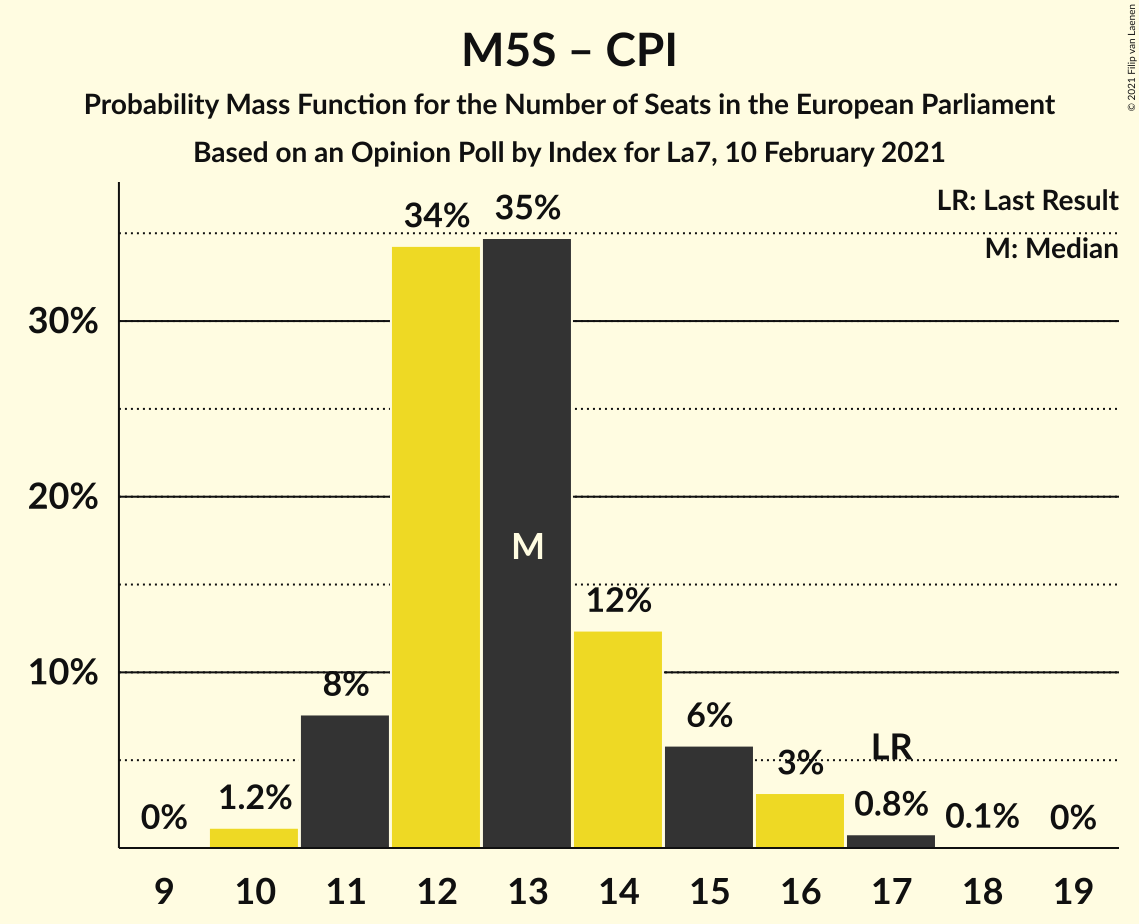 M5S – CPI
Probability Mass Function for the Number of Seats in the European Parliament
Based on an Opinion Poll by Index for La7, 10 February 2021
© 2021 Filip van Laenen
LR: Last Result
M: Median
30%
20%
10%
0%
1.2%
8%
34%
35%
M
12%
6%
3%
LR
0.8%
0.1%
0%
9 10 11 12 13 14 15 16 17 18 19